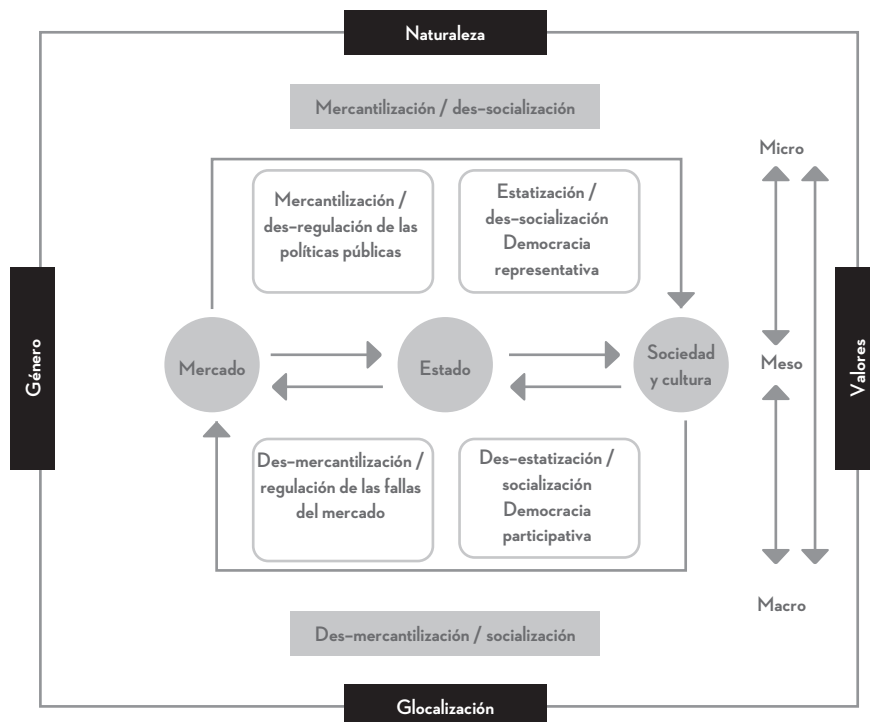 Naturaleza
Mercantilización / des-socialización
Micro
Mercantilización /
des-regulación de las
políticas públicas
Estatización /
des-socialización
Democracia
representativa
Género
Mercado
Estado
Sociedad
y cultura
Meso
Valores
Des-mercantilización /
regulación de las fallas
del mercado
Des-estatización /
socialización
Democracia
participativa
Macro
Des-mercantilización / socialización
Glocalización